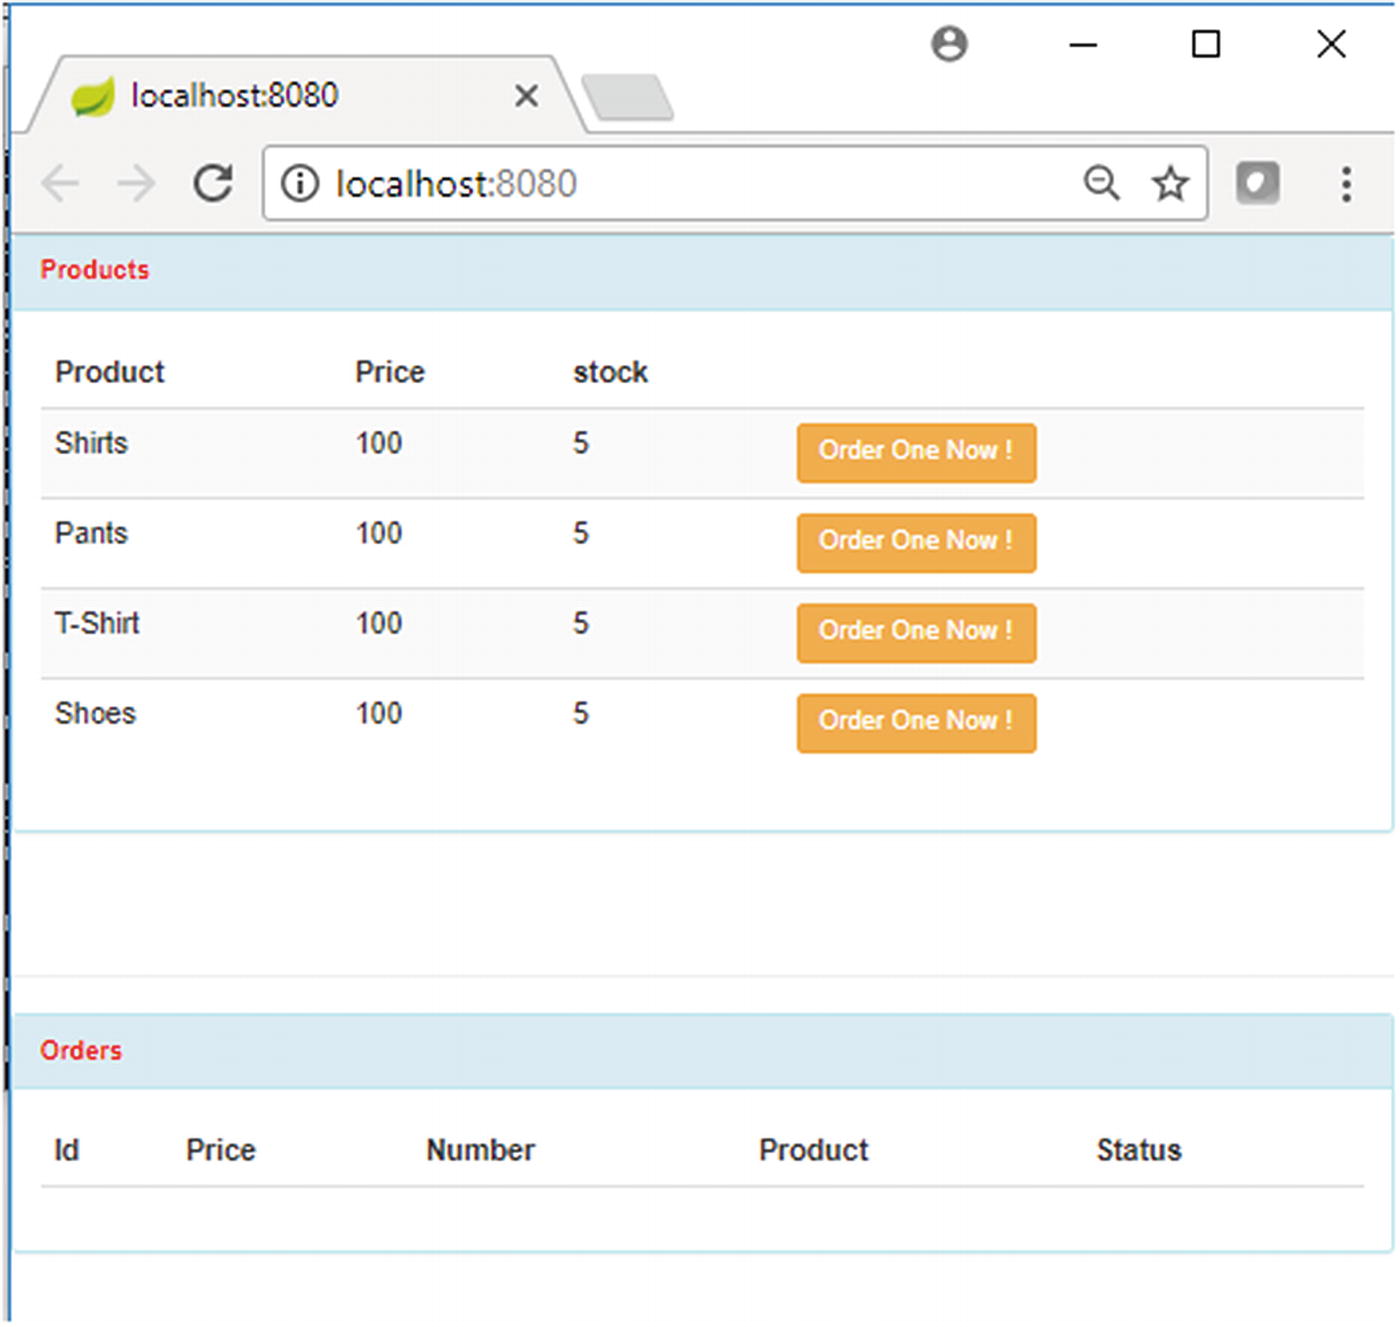 localhost:8080
localhost:8080
Products
Product Price stock
Shirts 100 5 Order One Now !
Pants 100 5 Order One Now !
T-Shirt 100 5 Order One Now !
Shoes 100 5 Order One Now !
Orders
Id Price Number Product Status